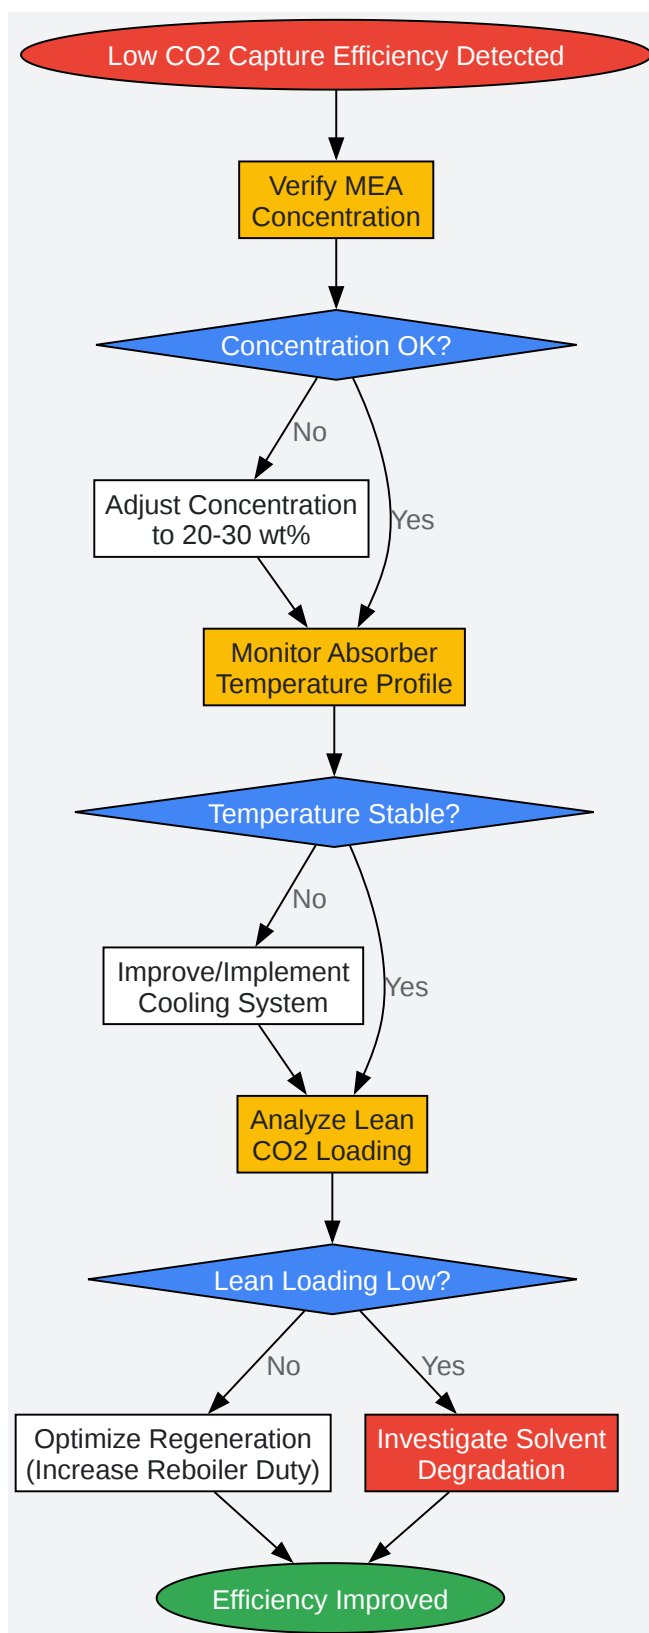 Low CO2 Capture Efficiency Detected
Verify MEA
Concentration
Concentration OK?
No
Adjust Concentration
to 20-30 wt%
Yes
Monitor Absorber
Temperature Profile
Temperature Stable?
No
Improve/Implement
Cooling System
Yes
Analyze Lean
CO2 Loading
Lean Loading Low?
No
Yes
Optimize Regeneration
(Increase Reboiler Duty)
Investigate Solvent
Degradation
Efficiency Improved